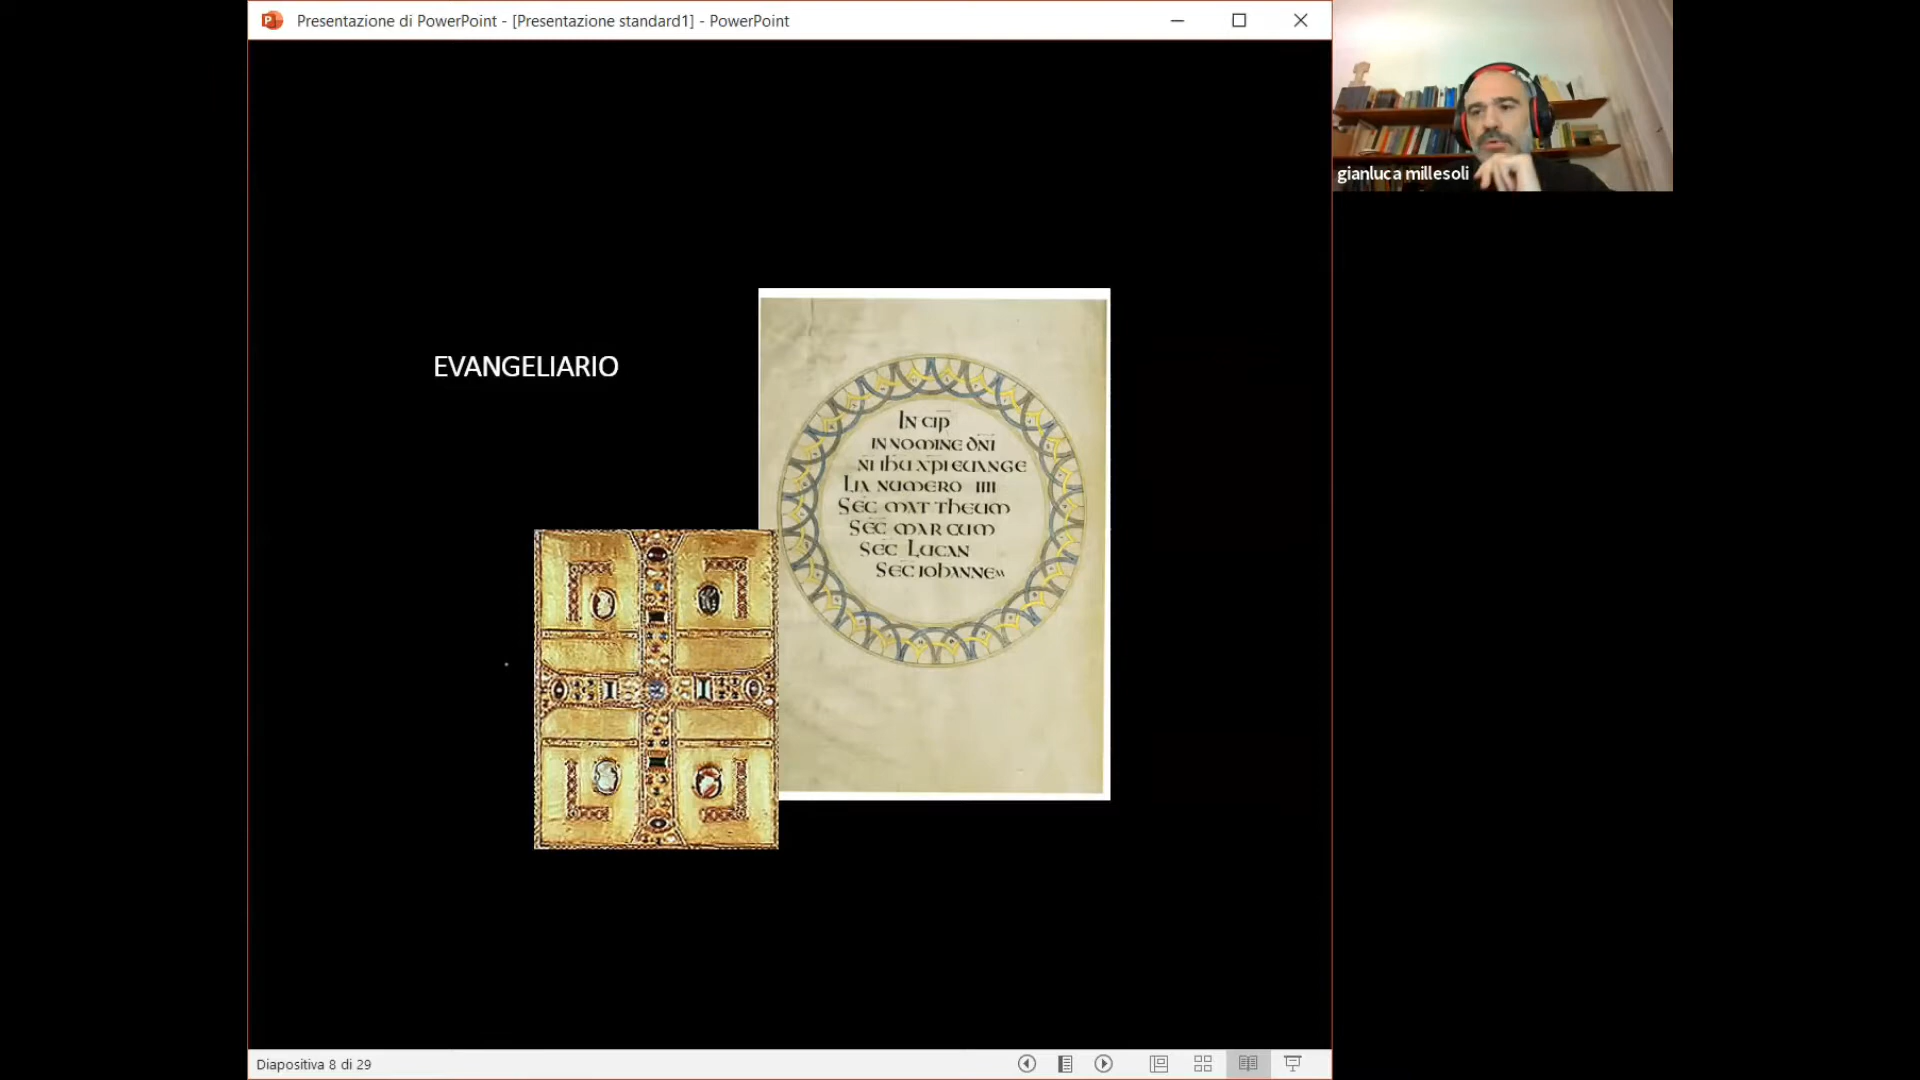 Presentazione di PowerPoint - [Presentazione standard1] - PowerPoint
gianluca millesoli
EVANGELIARIO
IN CIP
IN NOMINE DNI
NI IHU XPI EUANGE
LIA NUMERO IIII
SEC MATTHEUM
SEC MARCUM
SEC LUCAN
SEC IOHANNEM
Diapositiva 8 di 29